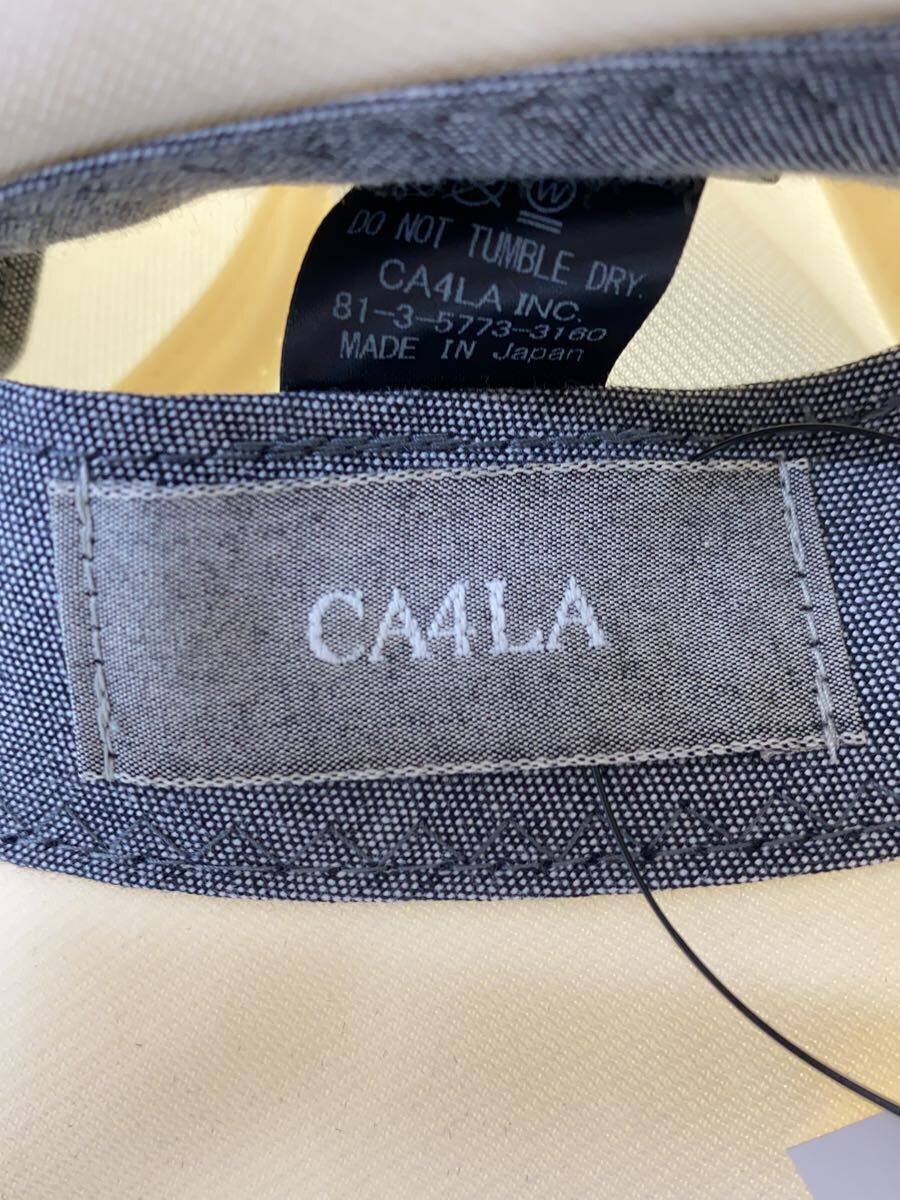 W
DO NOT TUMBLE DRY.
CA4LA INC.
81-3-5773-3160
MADE IN Japan
CA4LA